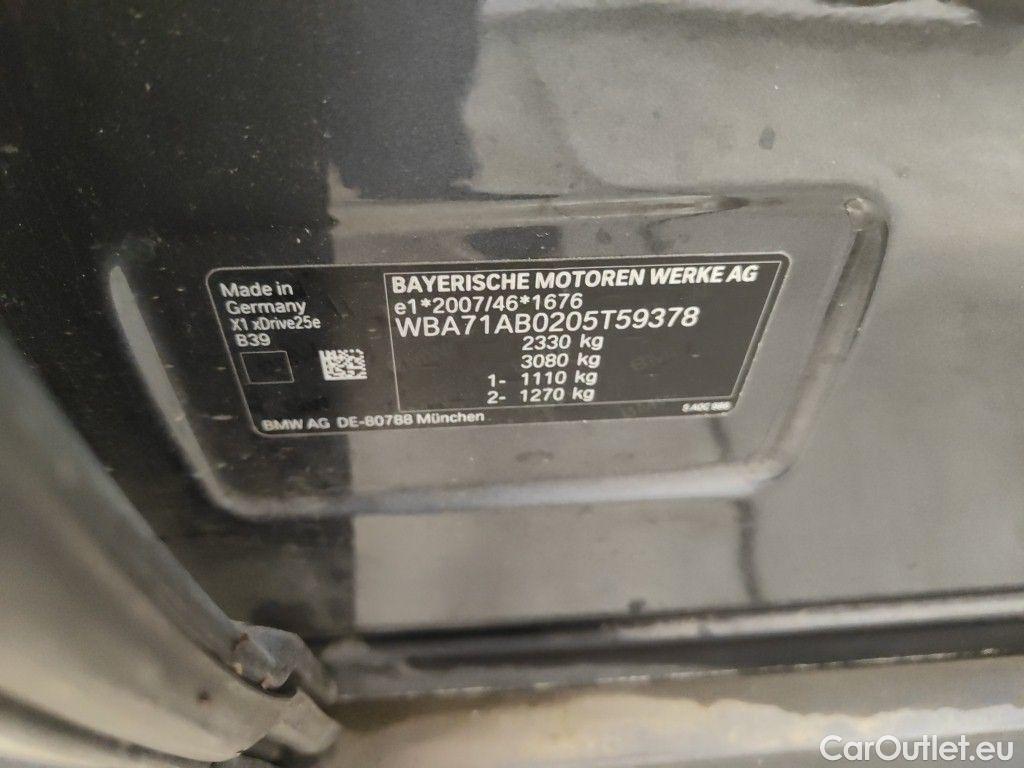 Made in
Germany
X1 xDrive25e
B39
BAYERISCHE MOTOREN WERKE AG
e1*2007/46*1676
WBA71AB0205T59378
2330 kg
3080 kg
1- 1110 kg
2- 1270 kg
BMW AG DE-80788 München
CarOutlet.eu